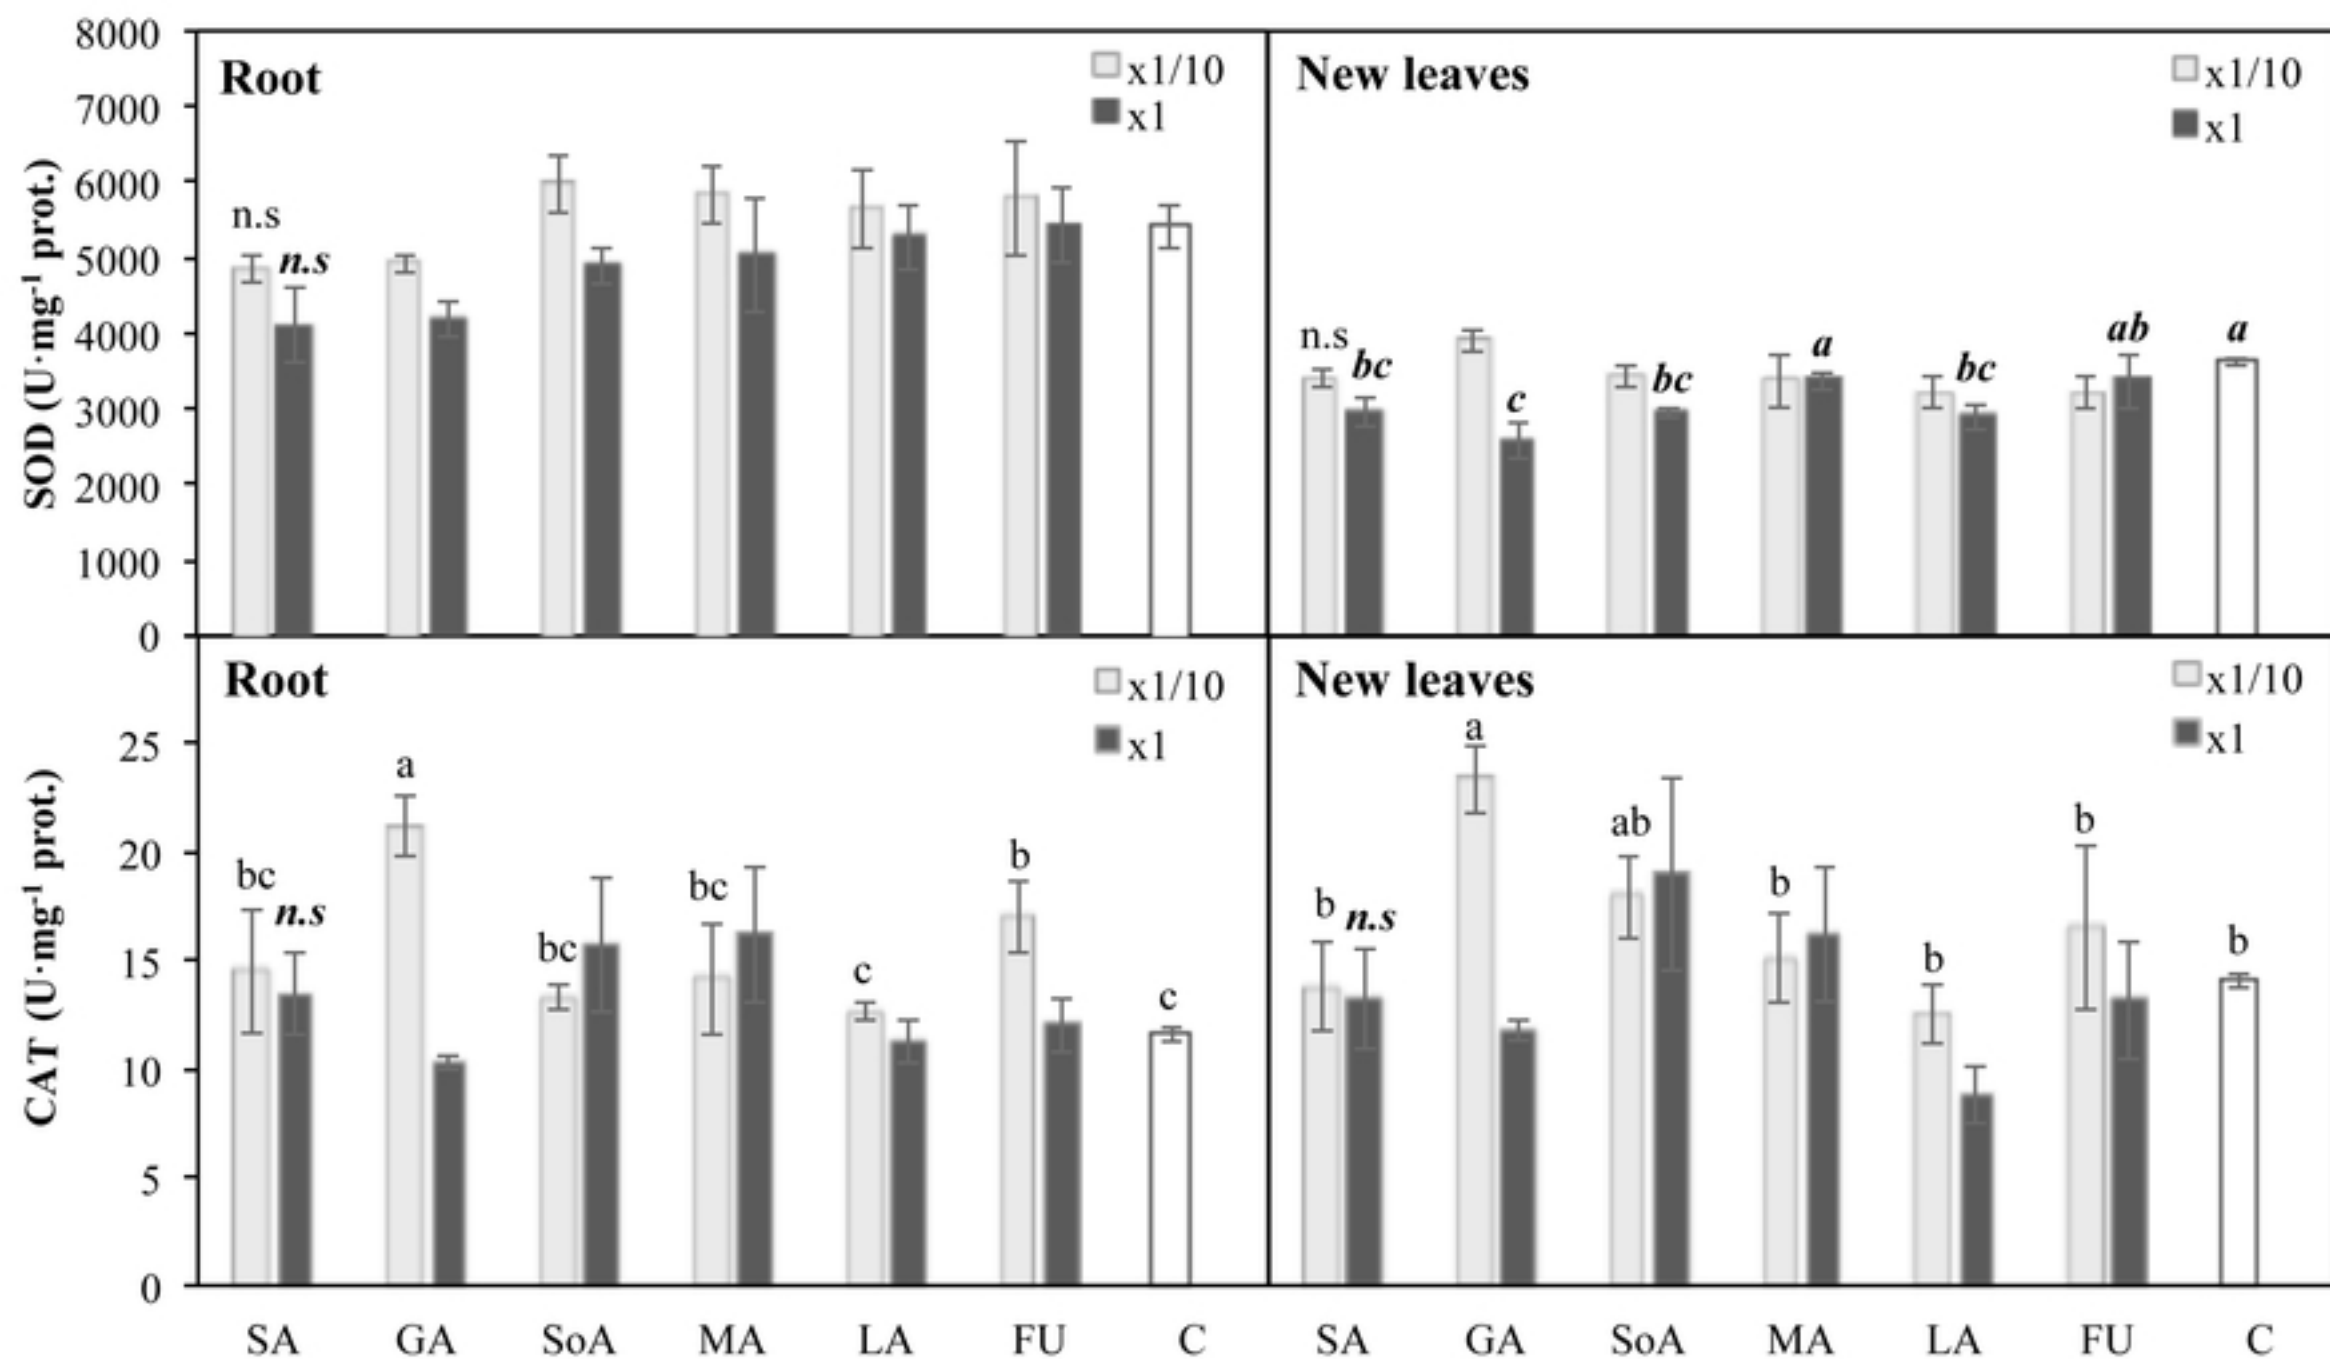 8000
7000
6000
5000
4000
3000
2000
1000
0
SOD (U·mg⁻¹ prot.)
Root
x1/10
x1
n.s
n.s
New leaves
x1/10
x1
n.s
bc
c
bc
a
bc
ab
a
25
20
15
10
5
0
CAT (U·mg⁻¹ prot.)
Root
x1/10
x1
bc
n.s
a
bc
bc
c
b
c
New leaves
x1/10
x1
b
n.s
a
ab
b
b
b
b
SA GA SoA MA LA FU C SA GA SoA MA LA FU C